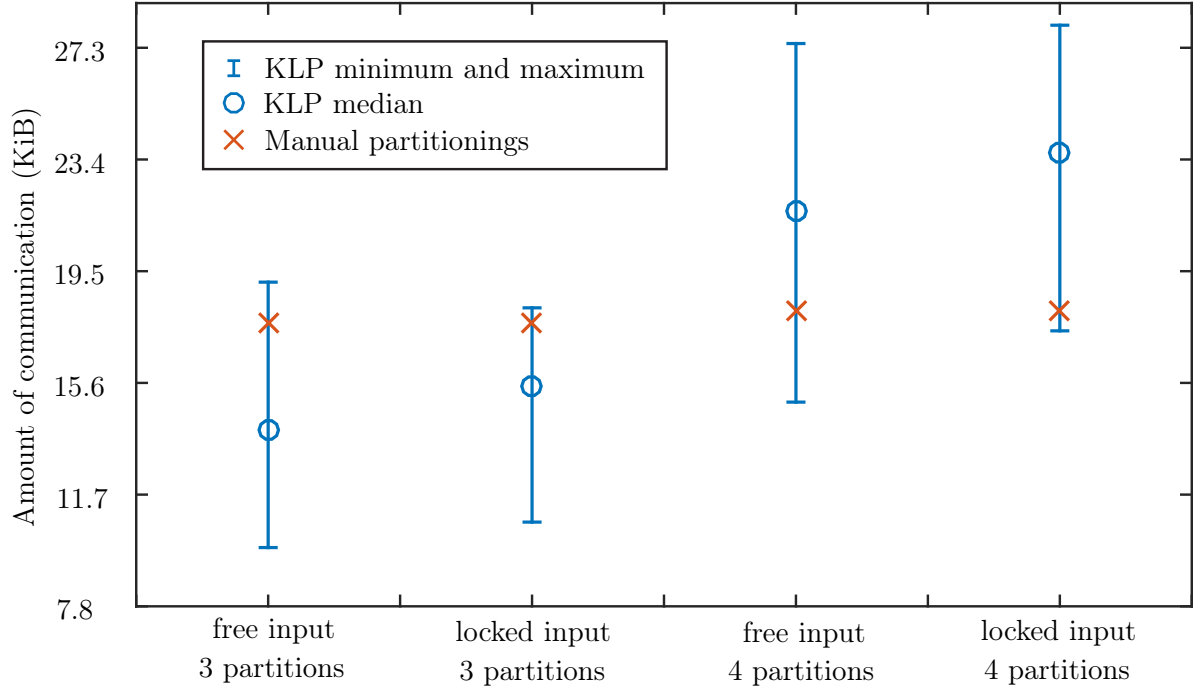 Amount of communication (KiB)
27.3
23.4
19.5
15.6
11.7
7.8
KLP minimum and maximum
KLP median
Manual partitionings
free input
3 partitions
locked input
3 partitions
free input
4 partitions
locked input
4 partitions